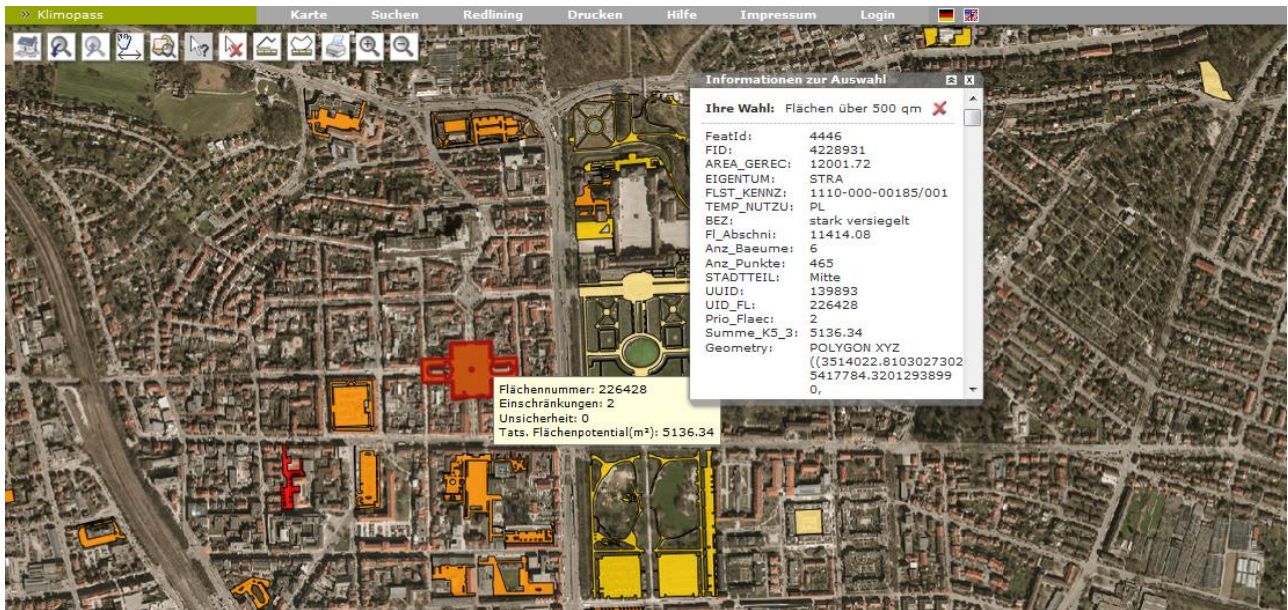 » Klimopass Karte Suchen Redlining Drucken Hilfe Impressum Login
Informationen zur Auswahl
Ihre Wahl: Flächen über 500 qm
FeatId: 4446
FID: 4228931
AREA_GEREC: 12001.72
EIGENTUM: STRA
FLST_KENNZ: 1110-000-00185/001
TEMP_NUTZU: PL
BEZ: stark versiegelt
Fl_Abschni: 11414.08
Anz_Baeume: 6
Anz_Punkte: 465
STADTTEIL: Mitte
UUID: 139893
UID_FL: 226428
Prio_Flaec: 2
Summe_K5_3: 5136.34
Geometry: POLYGON XYZ
((3514022.8103027302
5417784.3201293899
0,
Flächennummer: 226428
Einschränkungen: 2
Unsicherheit: 0
Tats. Flächenpotential(m²): 5136.34